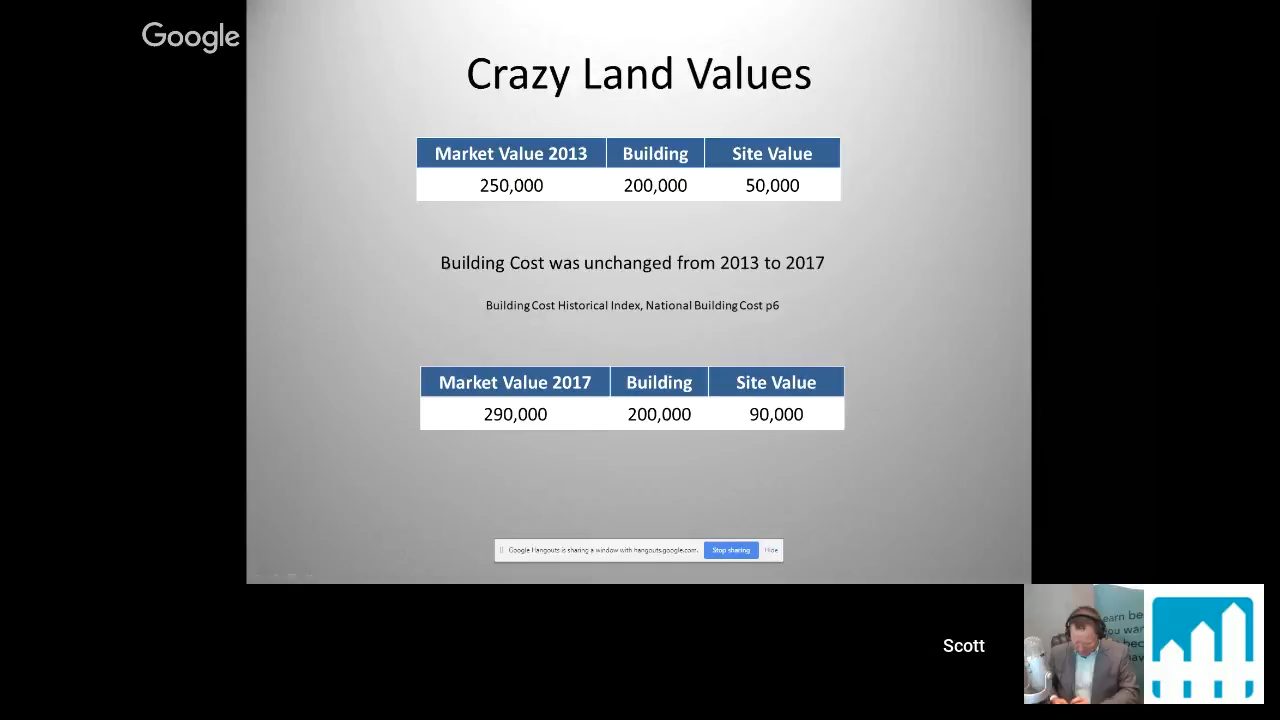 Google
Crazy Land Values
Market Value 2013 Building Site Value
250,000 200,000 50,000
Building Cost was unchanged from 2013 to 2017
Building Cost Historical Index, National Building Cost p6
Market Value 2017 Building Site Value
290,000 200,000 90,000
Google Hangouts is sharing a window with hangouts.google.com. Stop sharing Hide
Scott